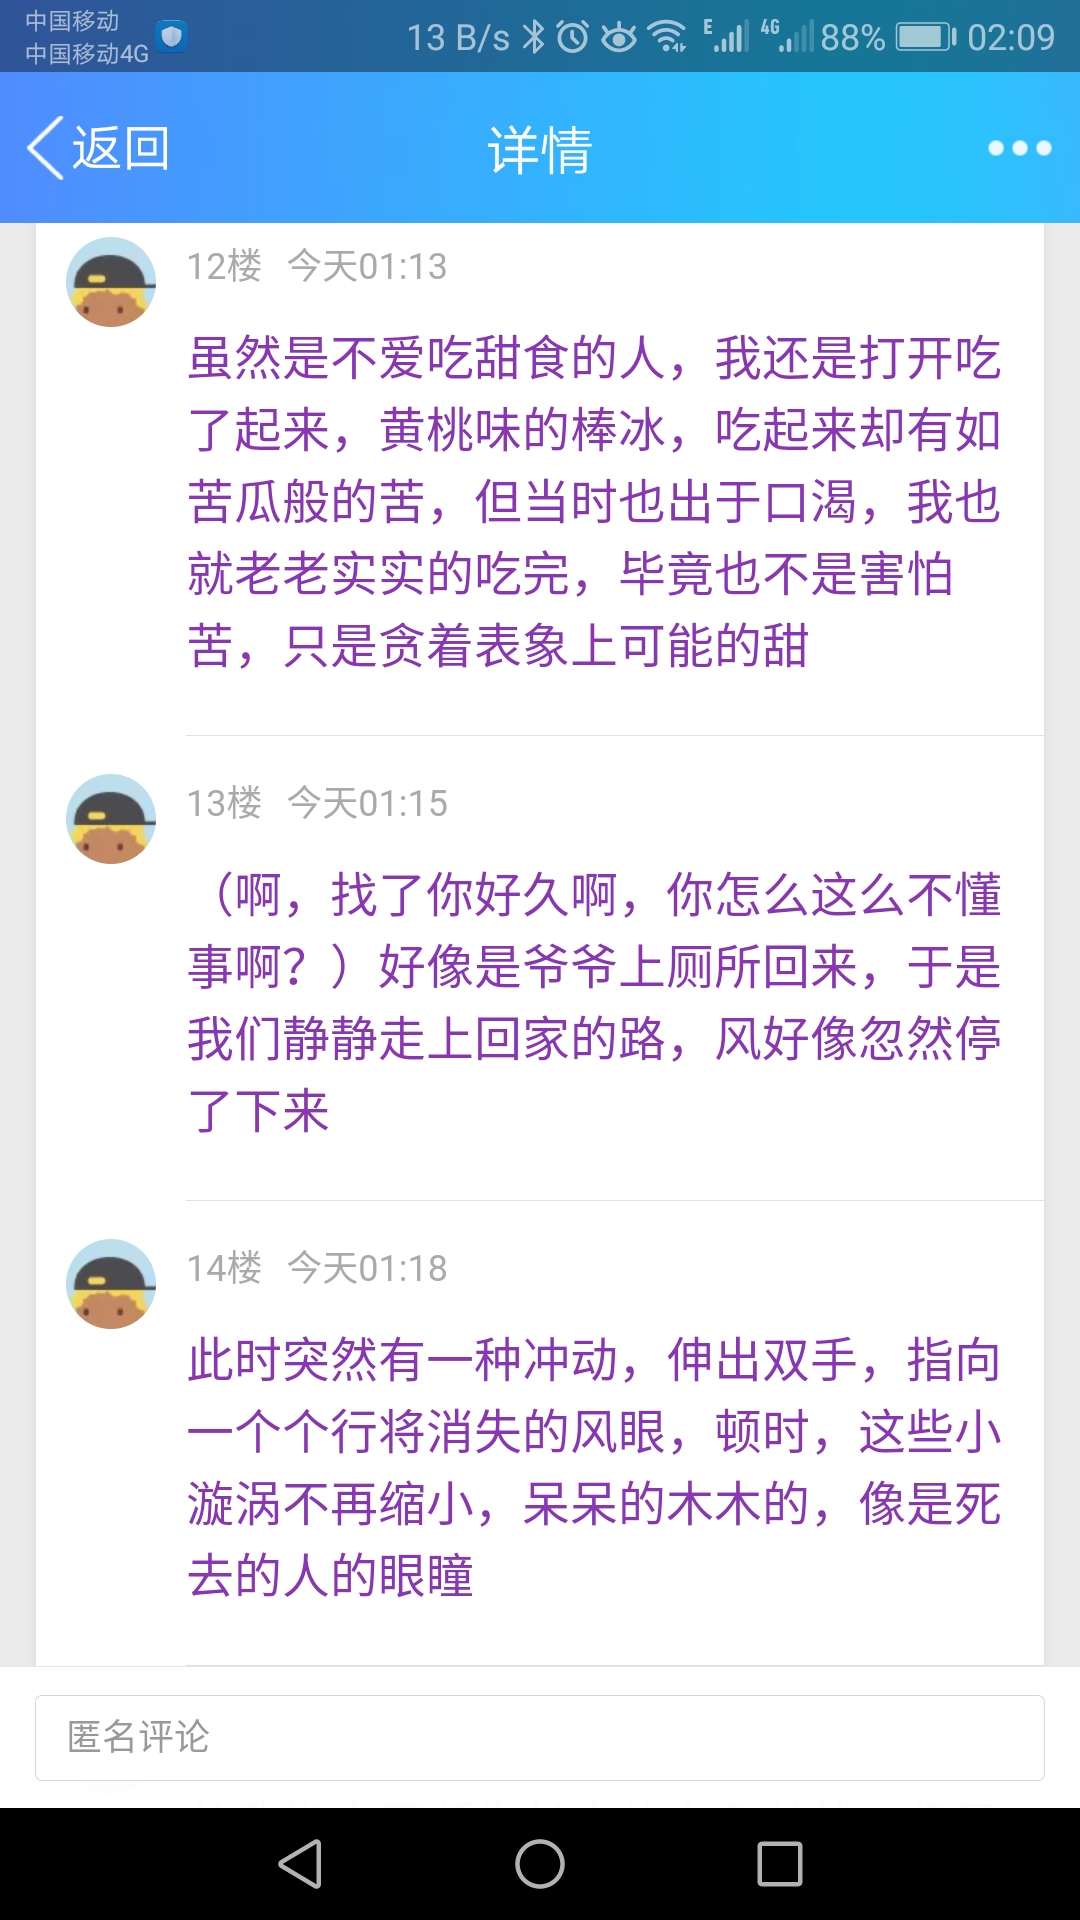 中国移动
中国移动4G
13 B/s
E
4G
88%
02:09
返回
详情
12楼 今天01:13
虽然是不爱吃甜食的人，我还是打开吃
了起来，黄桃味的棒冰，吃起来却有如
苦瓜般的苦，但当时也出于口渴，我也
就老老实实的吃完，毕竟也不是害怕
苦，只是贪着表象上可能的甜
13楼 今天01:15
（啊，找了你好久啊，你怎么这么不懂
事啊？）好像是爷爷上厕所回来，于是
我们静静走上回家的路，风好像忽然停
了下来
14楼 今天01:18
此时突然有一种冲动，伸出双手，指向
一个个行将消失的风眼，顿时，这些小
漩涡不再缩小，呆呆的木木的，像是死
去的人的眼瞳
匿名评论